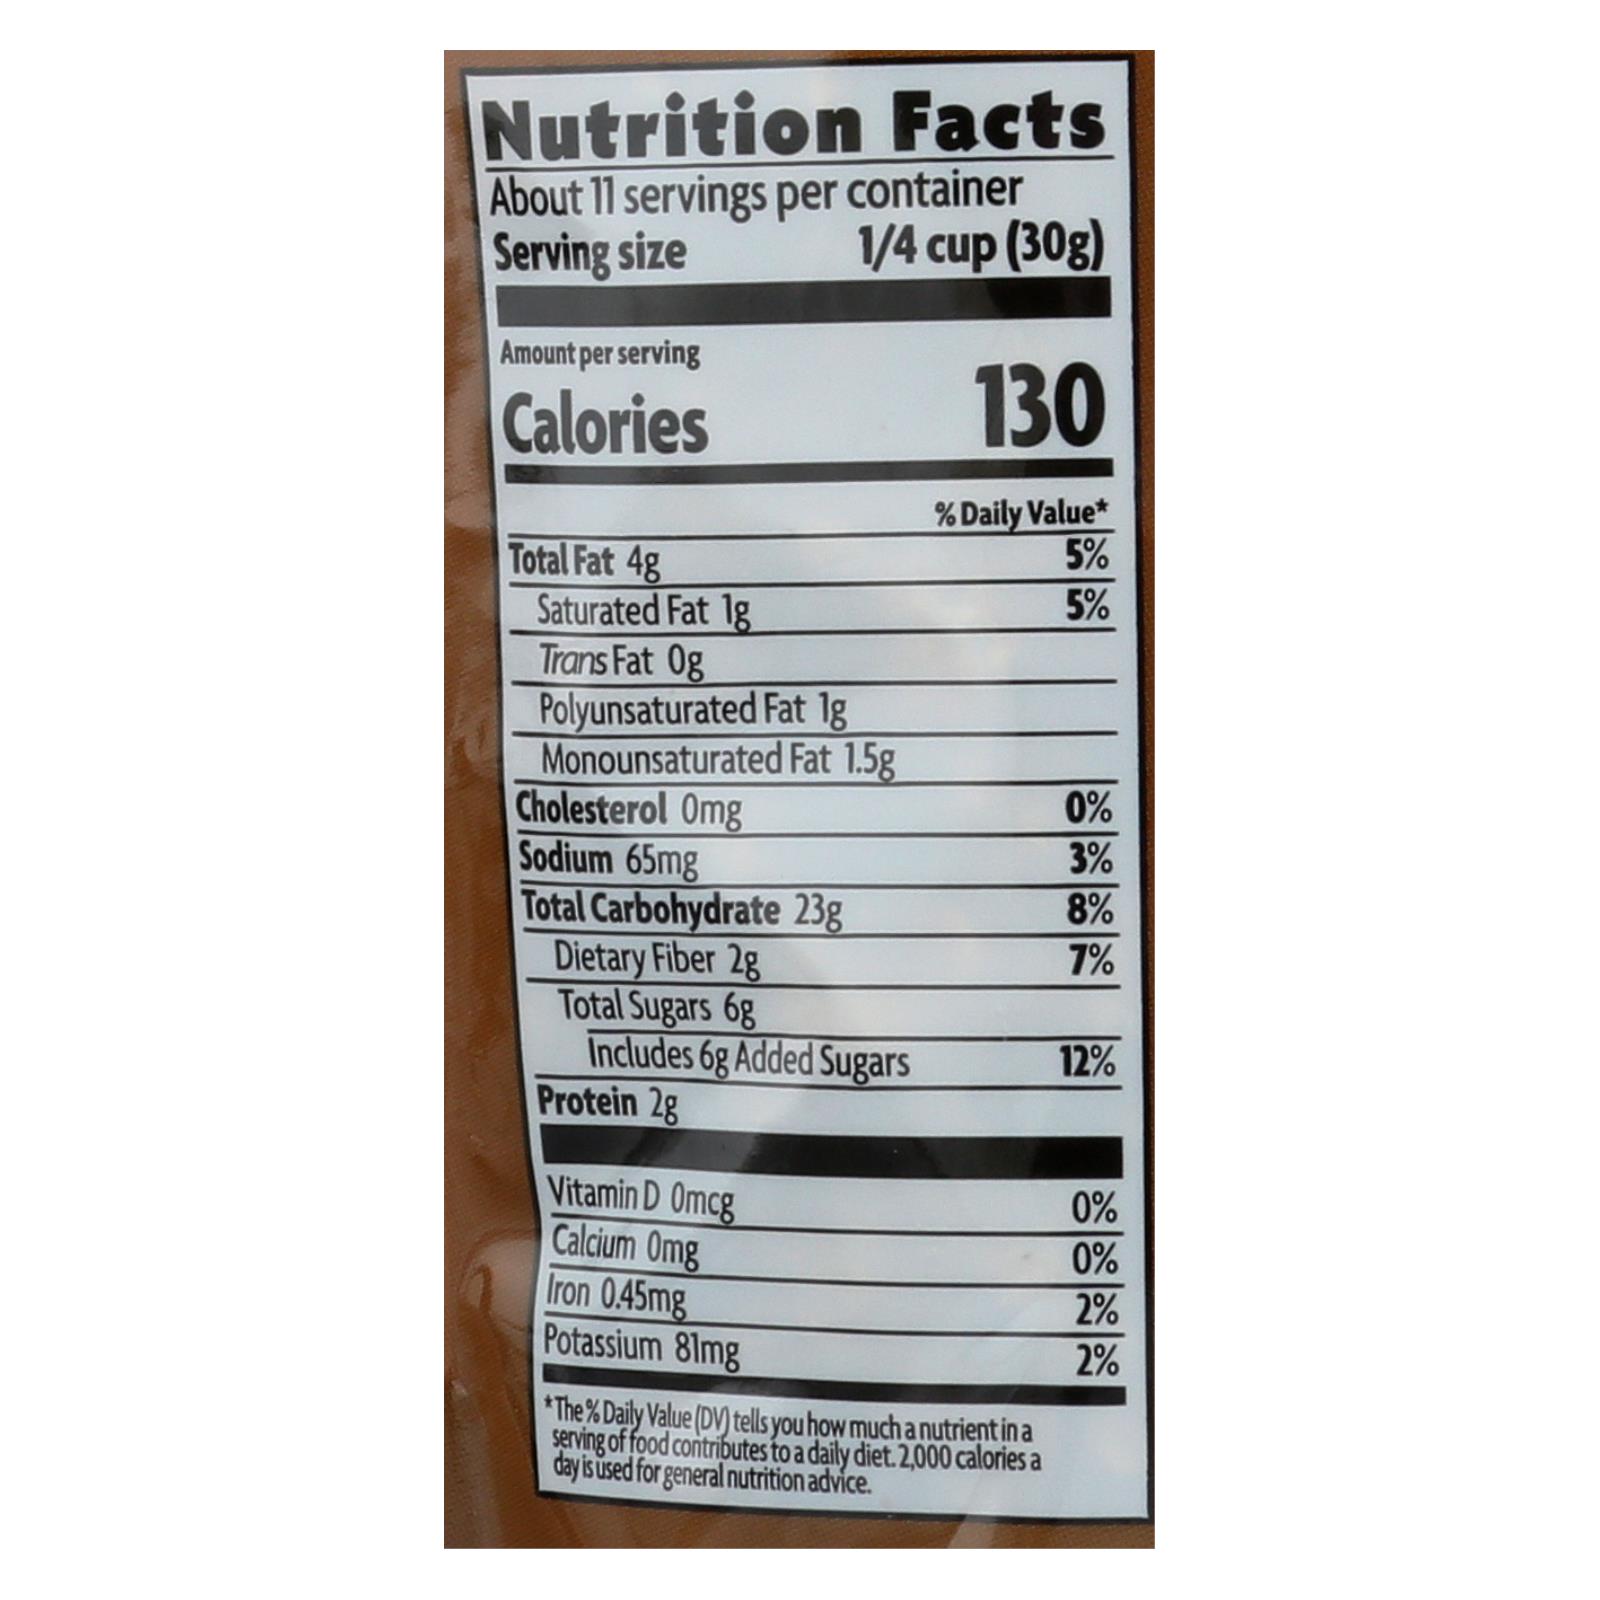 Nutrition Facts
About 11 servings per container
Serving size 1/4 cup (30g)
Amount per serving
Calories 130
% Daily Value*
Total Fat 4g 5%
Saturated Fat 1g 5%
Trans Fat 0g
Polyunsaturated Fat 1g
Monounsaturated Fat 1.5g
Cholesterol 0mg 0%
Sodium 65mg 3%
Total Carbohydrate 23g 8%
Dietary Fiber 2g 7%
Total Sugars 6g
Includes 6g Added Sugars 12%
Protein 2g
Vitamin D 0mcg 0%
Calcium 0mg 0%
Iron 0.45mg 2%
Potassium 81mg 2%
*The % Daily Value (DV) tells you how much a nutrient in a
serving of food contributes to a daily diet. 2,000 calories a
day is used for general nutrition advice.